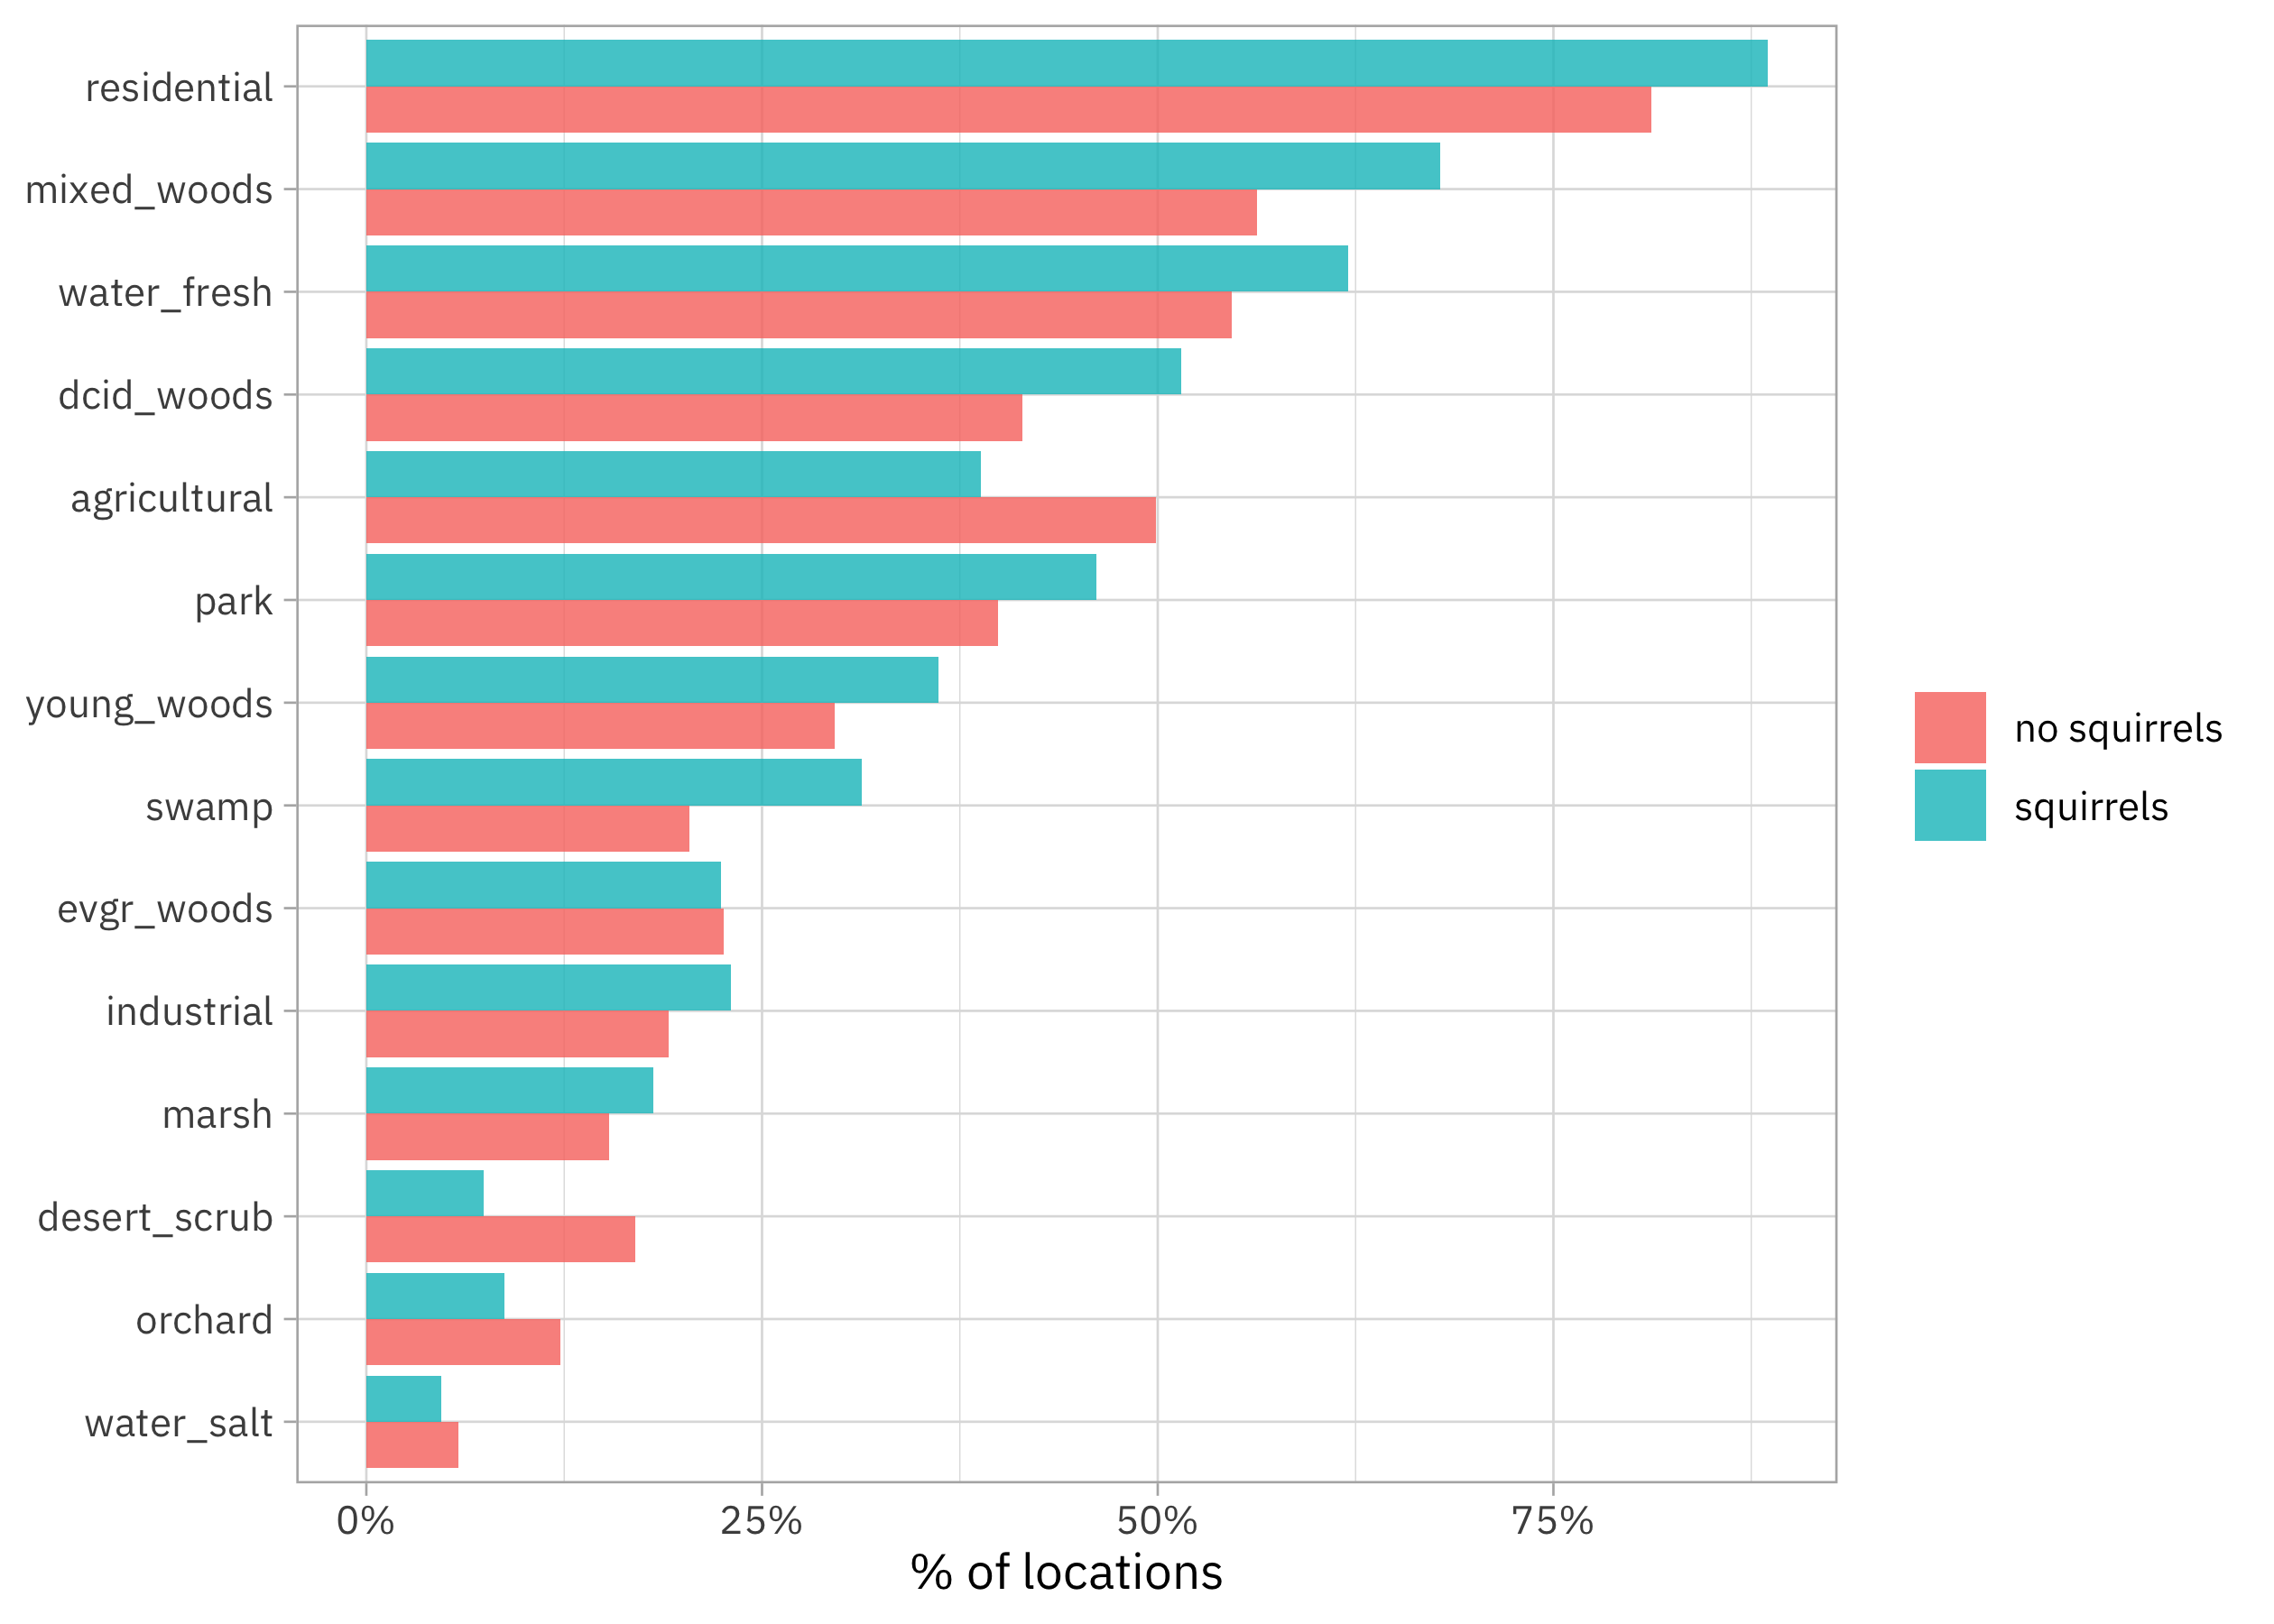 residential
mixed_woods
water_fresh
dcid_woods
agricultural
park
young_woods
swamp
evgr_woods
industrial
marsh
desert_scrub
orchard
water_salt
0% 25% 50% 75%
% of locations
no squirrels
squirrels